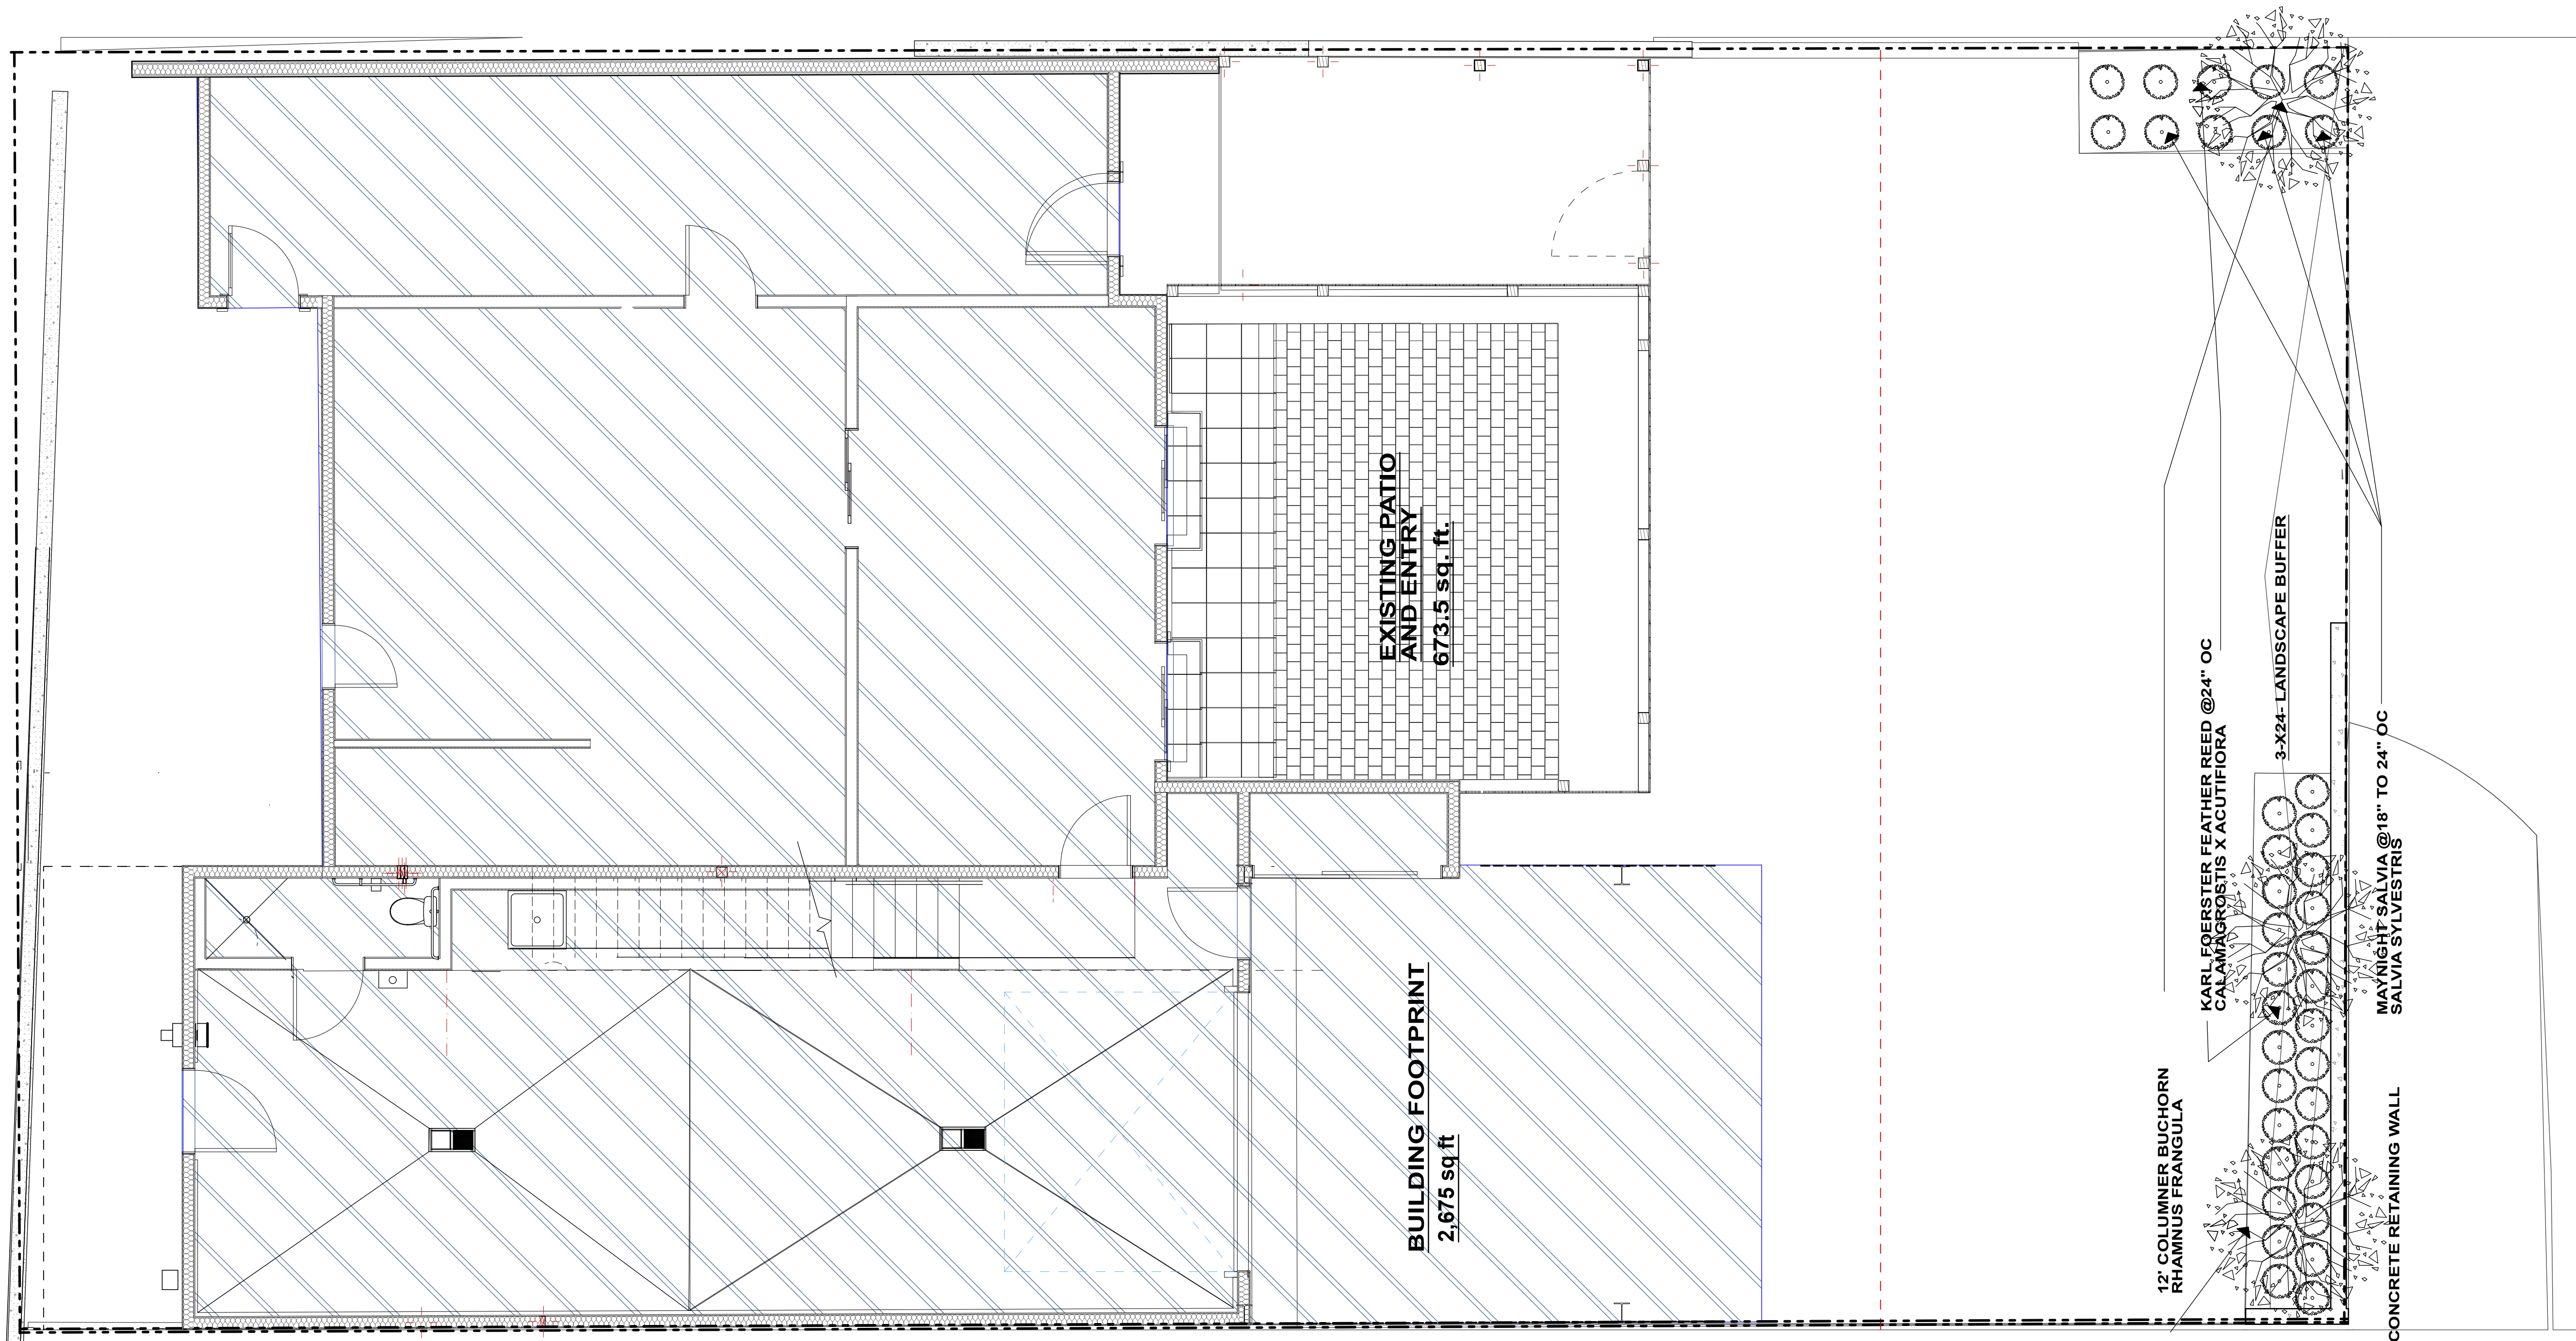 EXISTING PATIO
AND ENTRY
673.5 sq. ft.
BUILDING FOOTPRINT
2,675 sq ft
12' COLUMNER BUCHORN
RHAMNUS FRANGULA
KARL FOERSTER FEATHER REED @24" OC
CALAMAGROSTIS X ACUTIFIORA
3-X24- LANDSCAPE BUFFER
MAYNIGHT SALVIA @18" TO 24" OC
SALVIA SYLVESTRIS
CONCRETE RETAINING WALL